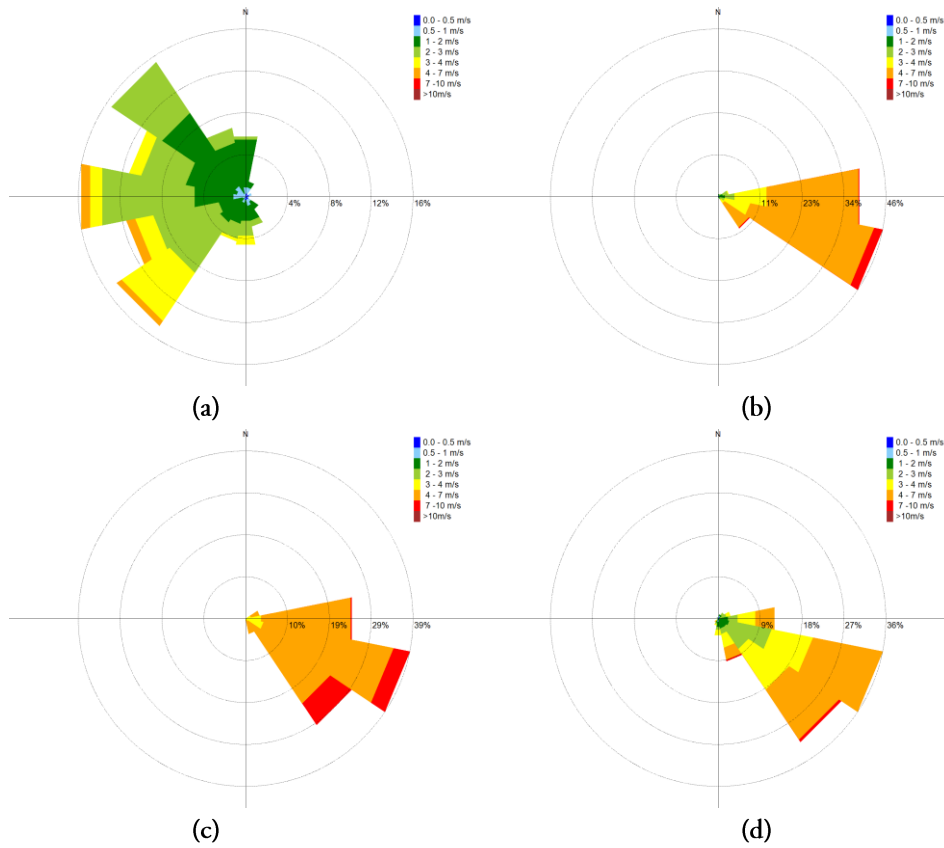 N
0.0 - 0.5 m/s
0.5 - 1 m/s
1 - 2 m/s
2 - 3 m/s
3 - 4 m/s
4 - 7 m/s
7 -10 m/s
>10m/s
4% 8% 12% 16%
(a)
N
0.0 - 0.5 m/s
0.5 - 1 m/s
1 - 2 m/s
2 - 3 m/s
3 - 4 m/s
4 - 7 m/s
7 -10 m/s
>10m/s
11% 23% 34% 46%
(b)
N
0.0 - 0.5 m/s
0.5 - 1 m/s
1 - 2 m/s
2 - 3 m/s
3 - 4 m/s
4 - 7 m/s
7 -10 m/s
>10m/s
10% 19% 29% 39%
(c)
N
0.0 - 0.5 m/s
0.5 - 1 m/s
1 - 2 m/s
2 - 3 m/s
3 - 4 m/s
4 - 7 m/s
7 -10 m/s
>10m/s
9% 18% 27% 36%
(d)